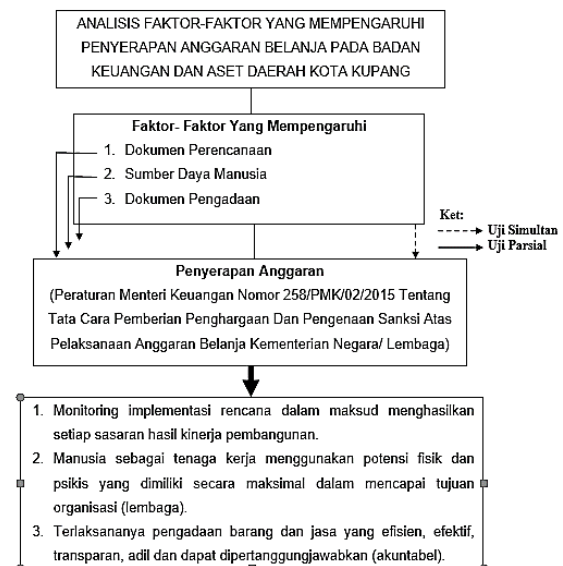 ANALISIS FAKTOR-FAKTOR YANG MEMPENGARUHI
PENYERAPAN ANGGARAN BELANJA PADA BADAN
KEUANGAN DAN ASET DAERAH KOTA KUPANG
Faktor- Faktor Yang Mempengaruhi
1. Dokumen Perencanaan
2. Sumber Daya Manusia
3. Dokumen Pengadaan
Ket:
Uji Simultan
Uji Parsial
Penyerapan Anggaran
(Peraturan Menteri Keuangan Nomor 258/PMK/02/2015 Tentang
Tata Cara Pemberian Penghargaan Dan Pengenaan Sanksi Atas
Pelaksanaan Anggaran Belanja Kementerian Negara/ Lembaga)
1. Monitoring implementasi rencana dalam maksud menghasilkan
setiap sasaran hasil kinerja pembangunan.
2. Manusia sebagai tenaga kerja menggunakan potensi fisik dan
psikis yang dimiliki secara maksimal dalam mencapai tujuan
organisasi (lembaga).
3. Terlaksananya pengadaan barang dan jasa yang efisien, efektif,
transparan, adil dan dapat dipertanggungjawabkan (akuntabel).